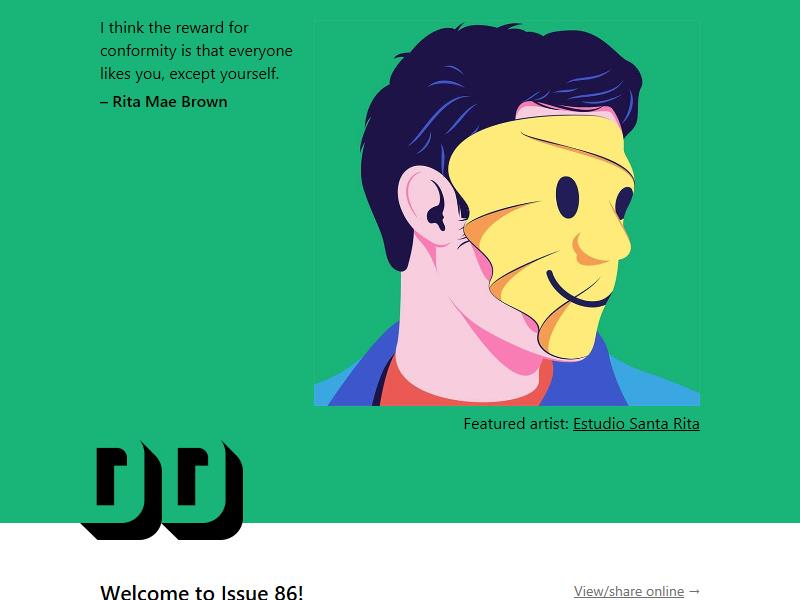 I think the reward for
conformity is that everyone
likes you, except yourself.
– Rita Mae Brown
Featured artist: Estudio Santa Rita
DD
Welcome to Issue 86!
View/share online →